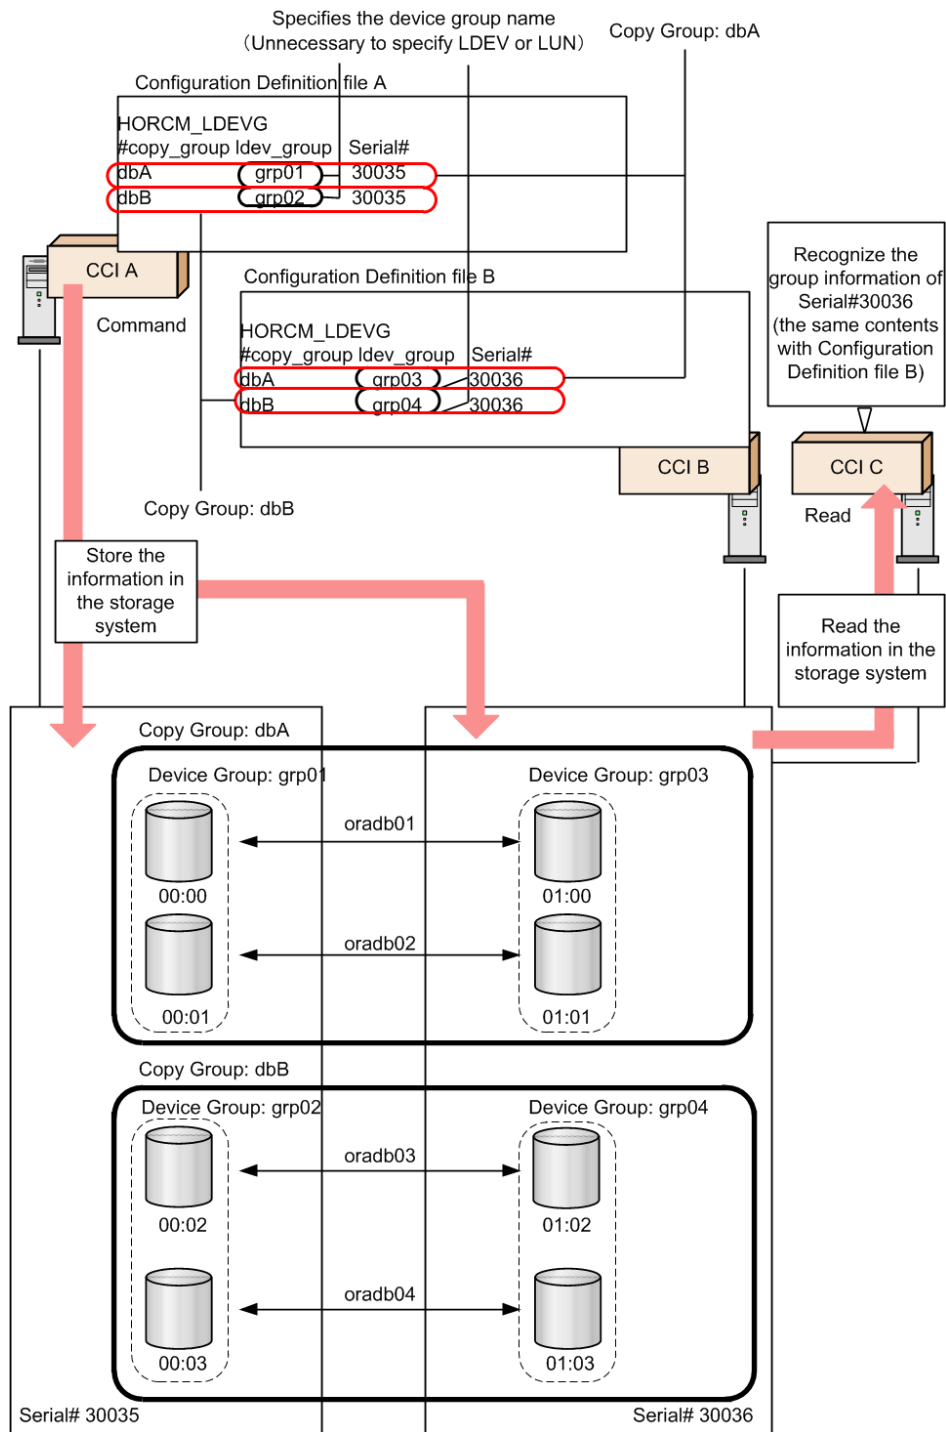 Specifies the device group name
（Unnecessary to specify LDEV or LUN）
Copy Group: dbA
Configuration Definition file A
HORCM_LDEVG
#copy_group ldev_group Serial#
dbA grp01 30035
dbB grp02 30035
CCI A
Command
Configuration Definition file B
HORCM_LDEVG
#copy_group ldev_group Serial#
dbA grp03 30036
dbB grp04 30036
Recognize the
group information of
Serial#30036
(the same contents
with Configuration
Definition file B)
CCI B
CCI C
Copy Group: dbB
Read
Store the
information in
the storage
system
Read the
information in the
storage system
Copy Group: dbA
Device Group: grp01
Device Group: grp03
oradb01
00:00
01:00
oradb02
00:01
01:01
Copy Group: dbB
Device Group: grp02
Device Group: grp04
oradb03
00:02
01:02
oradb04
00:03
01:03
Serial# 30035
Serial# 30036